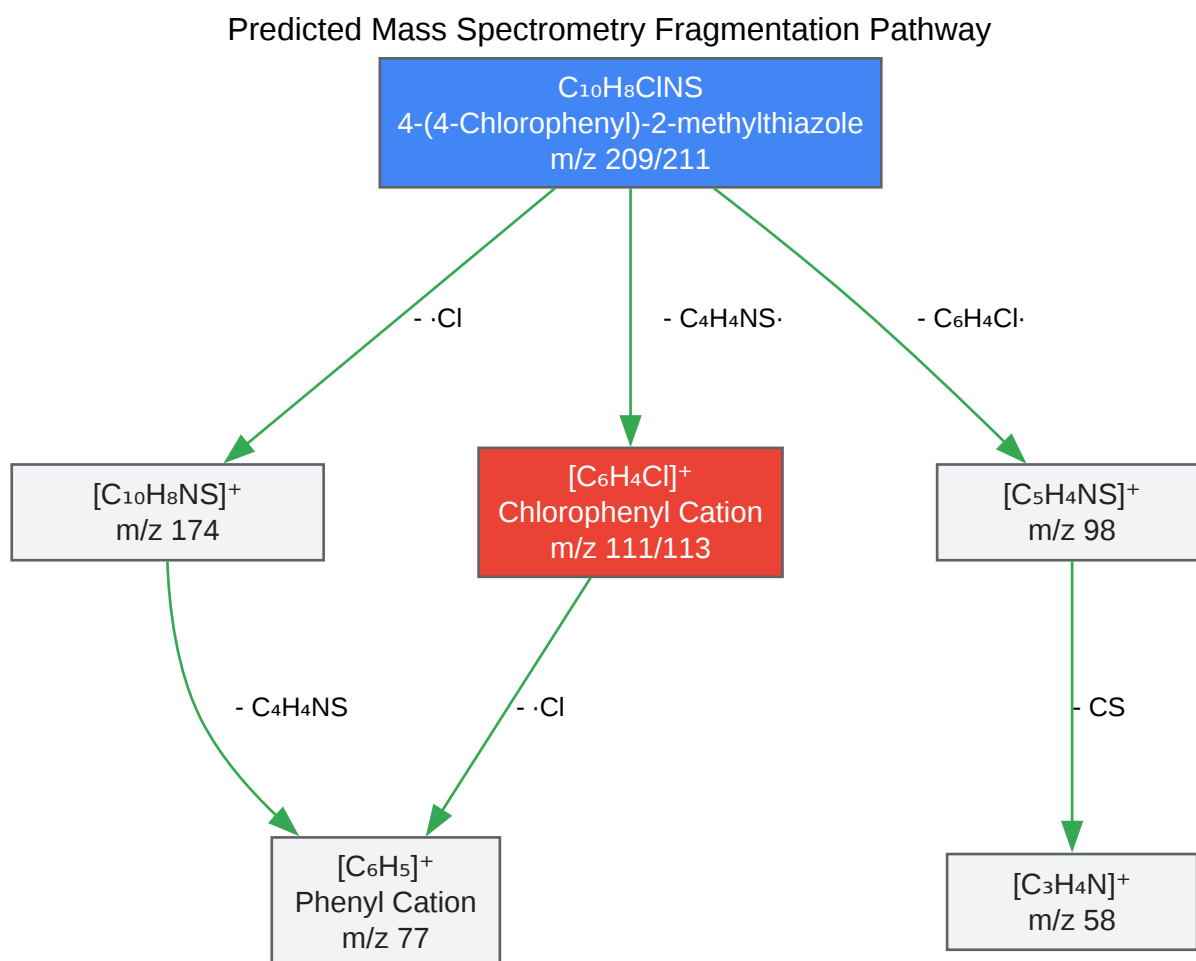 Predicted Mass Spectrometry Fragmentation Pathway
C₁₀H₈ClNS
4-(4-Chlorophenyl)-2-methylthiazole
m/z 209/211
- ·Cl
- C₄H₄NS·
- C₆H₄Cl·
[C₁₀H₈NS]⁺
m/z 174
[C₆H₄Cl]⁺
Chlorophenyl Cation
m/z 111/113
[C₅H₄NS]⁺
m/z 98
- C₄H₄NS
- ·Cl
- CS
[C₆H₅]⁺
Phenyl Cation
m/z 77
[C₃H₄N]⁺
m/z 58